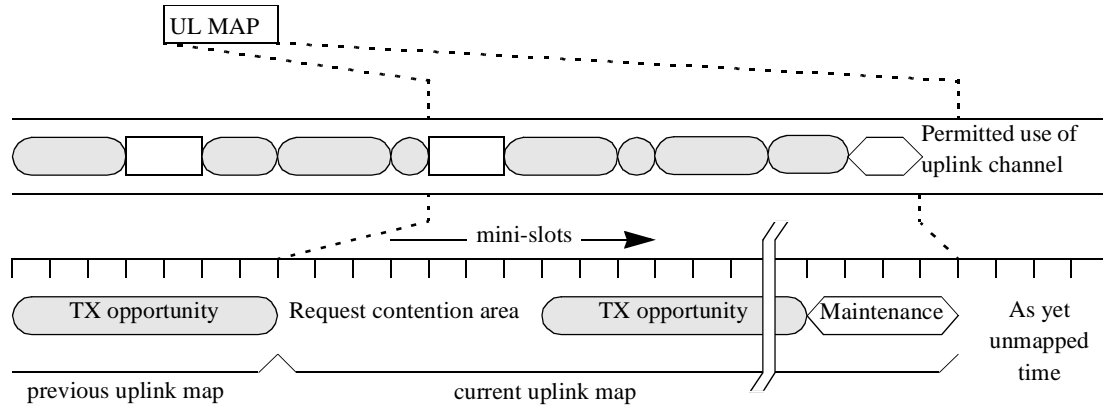 UL MAP
Permitted use of
uplink channel
mini-slots
TX opportunity
Request contention area
TX opportunity
Maintenance
As yet
unmapped
time
previous uplink map
current uplink map